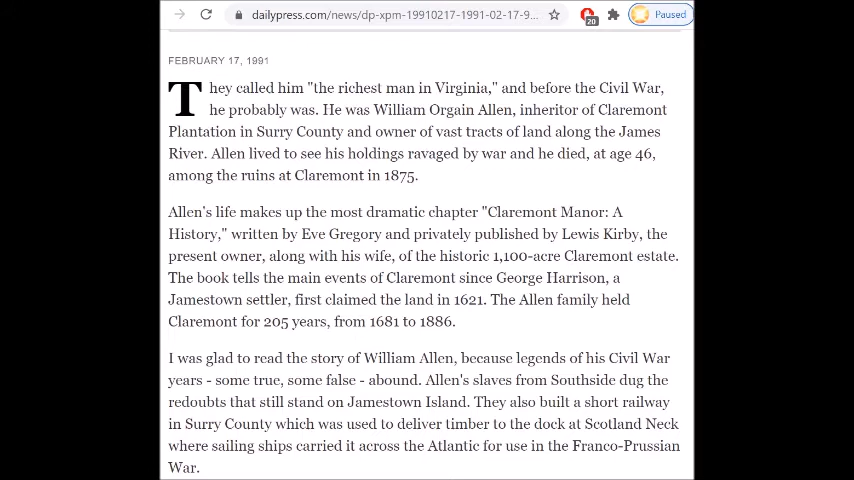 dailypress.com/news/dp-xpm-19910217-1991-02-17-9...
20
Paused
FEBRUARY 17, 1991
They called him "the richest man in Virginia," and before the Civil War,
he probably was. He was William Orgain Allen, inheritor of Claremont
Plantation in Surry County and owner of vast tracts of land along the James
River. Allen lived to see his holdings ravaged by war and he died, at age 46,
among the ruins at Claremont in 1875.
Allen's life makes up the most dramatic chapter "Claremont Manor: A
History," written by Eve Gregory and privately published by Lewis Kirby, the
present owner, along with his wife, of the historic 1,100-acre Claremont estate.
The book tells the main events of Claremont since George Harrison, a
Jamestown settler, first claimed the land in 1621. The Allen family held
Claremont for 205 years, from 1681 to 1886.
I was glad to read the story of William Allen, because legends of his Civil War
years - some true, some false - abound. Allen's slaves from Southside dug the
redoubts that still stand on Jamestown Island. They also built a short railway
in Surry County which was used to deliver timber to the dock at Scotland Neck
where sailing ships carried it across the Atlantic for use in the Franco-Prussian
War.